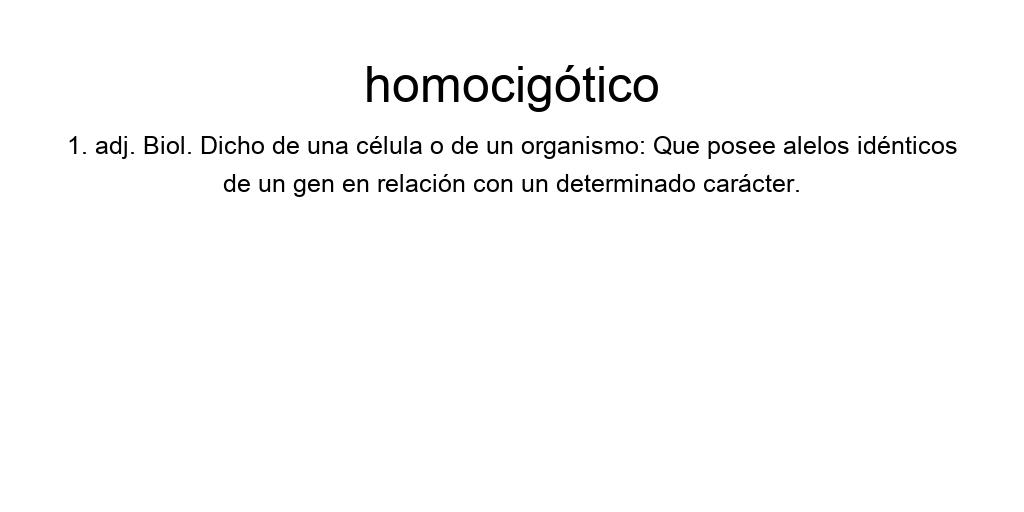 homocigótico
1. adj. Biol. Dicho de una célula o de un organismo: Que posee alelos idénticos
de un gen en relación con un determinado carácter.